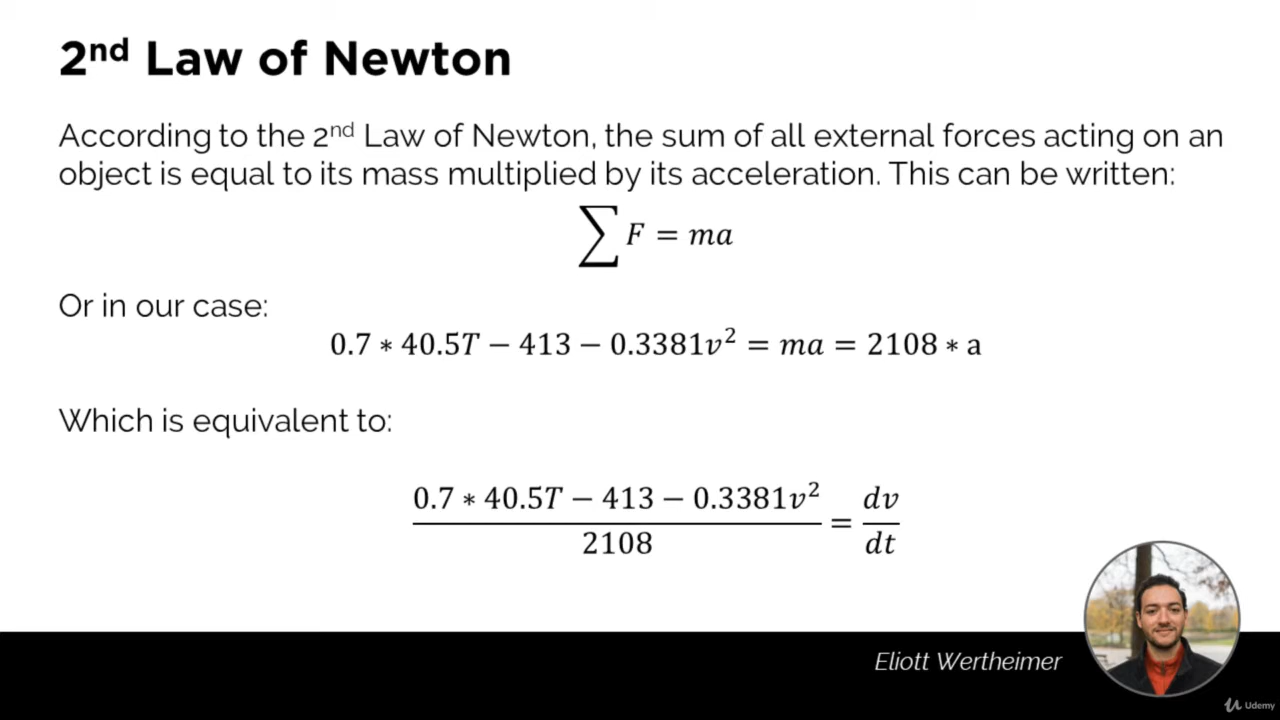 2nd Law of Newton
According to the 2nd Law of Newton, the sum of all external forces acting on an
object is equal to its mass multiplied by its acceleration. This can be written:
∑ F = ma
Or in our case:
0.7 * 40.5T − 413 − 0.3381v² = ma = 2108 * a
Which is equivalent to:
0.7 * 40.5T − 413 − 0.3381v² / 2108 = dv / dt
Eliott Wertheimer
Udemy